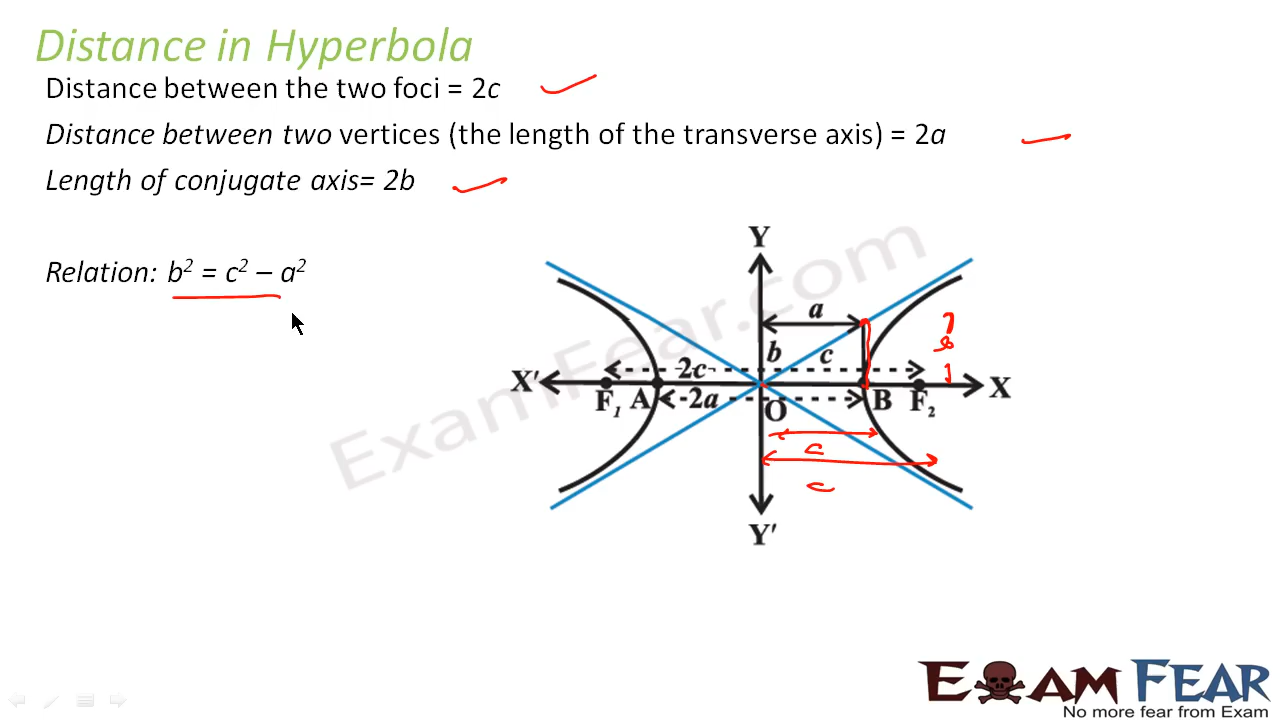 Distance in Hyperbola
Distance between the two foci = 2c
Distance between two vertices (the length of the transverse axis) = 2a
Length of conjugate axis= 2b
Relation: b² = c² – a²
ExamFear.com
Y
a
b
c
2c
X′
X
F₁
A
2a
O
B
F₂
a
c
Y′
EXAM FEAR
No more fear from Exam